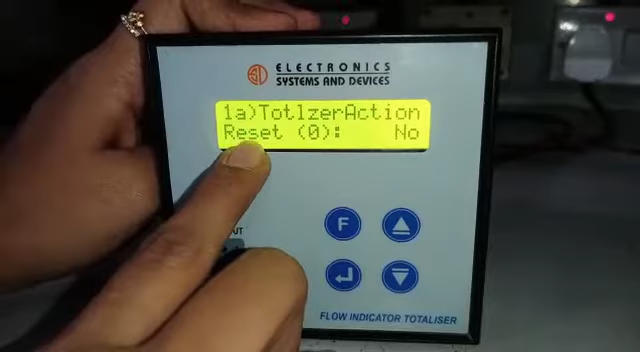 ELECTRONICS
SYSTEMS AND DEVICES
1a)TotlzerAction
Reset (0): No
F
FLOW INDICATOR TOTALISER